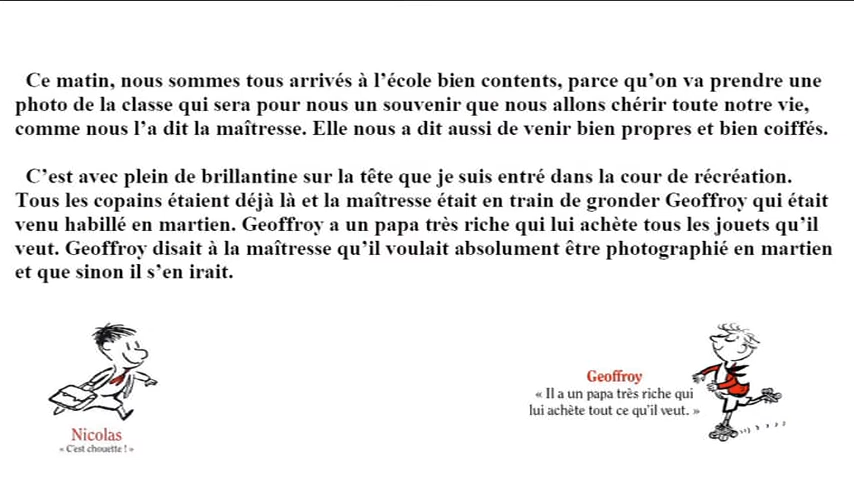 Ce matin, nous sommes tous arrivés à l'école bien contents, parce qu'on va prendre une
photo de la classe qui sera pour nous un souvenir que nous allons chérir toute notre vie,
comme nous l'a dit la maîtresse. Elle nous a dit aussi de venir bien propres et bien coiffés.
C'est avec plein de brillantine sur la tête que je suis entré dans la cour de récréation.
Tous les copains étaient déjà là et la maîtresse était en train de gronder Geoffroy qui était
venu habillé en martien. Geoffroy a un papa très riche qui lui achète tous les jouets qu'il
veut. Geoffroy disait à la maîtresse qu'il voulait absolument être photographié en martien
et que sinon il s'en irait.
Nicolas
« C'est chouette ! »
Geoffroy
« Il a un papa très riche qui
lui achète tout ce qu'il veut. »